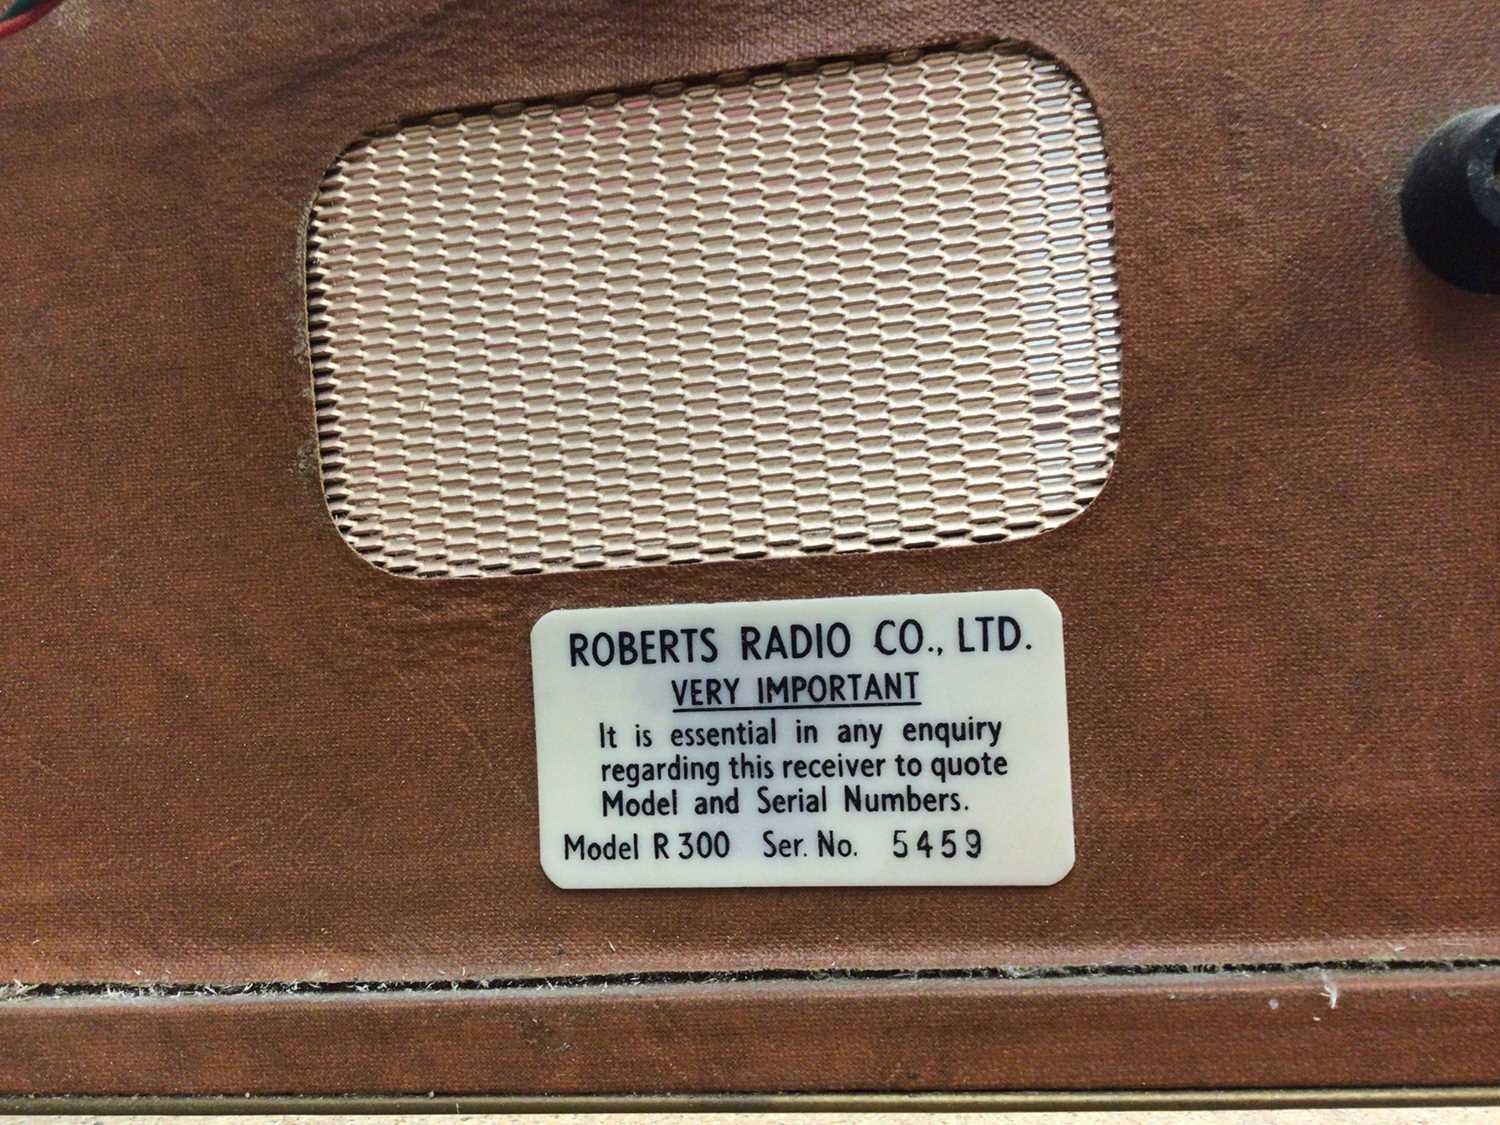 ROBERTS RADIO CO., LTD.
VERY IMPORTANT
It is essential in any enquiry
regarding this receiver to quote
Model and Serial Numbers.
Model R 300 Ser. No. 5459